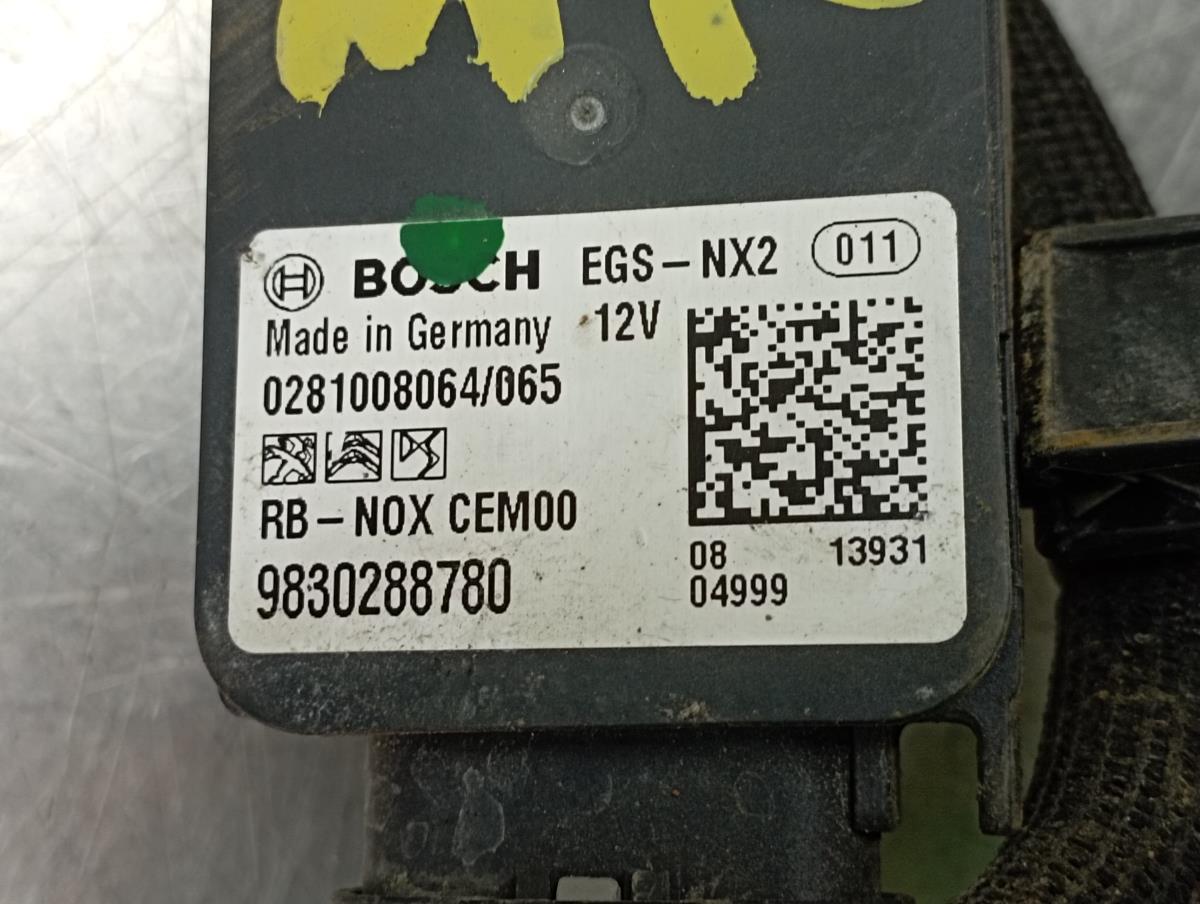 BOSCH EGS-NX2 011
Made in Germany 12V
0281008064/065
RB-NOX CEM00
9830288780
08 13931
04999